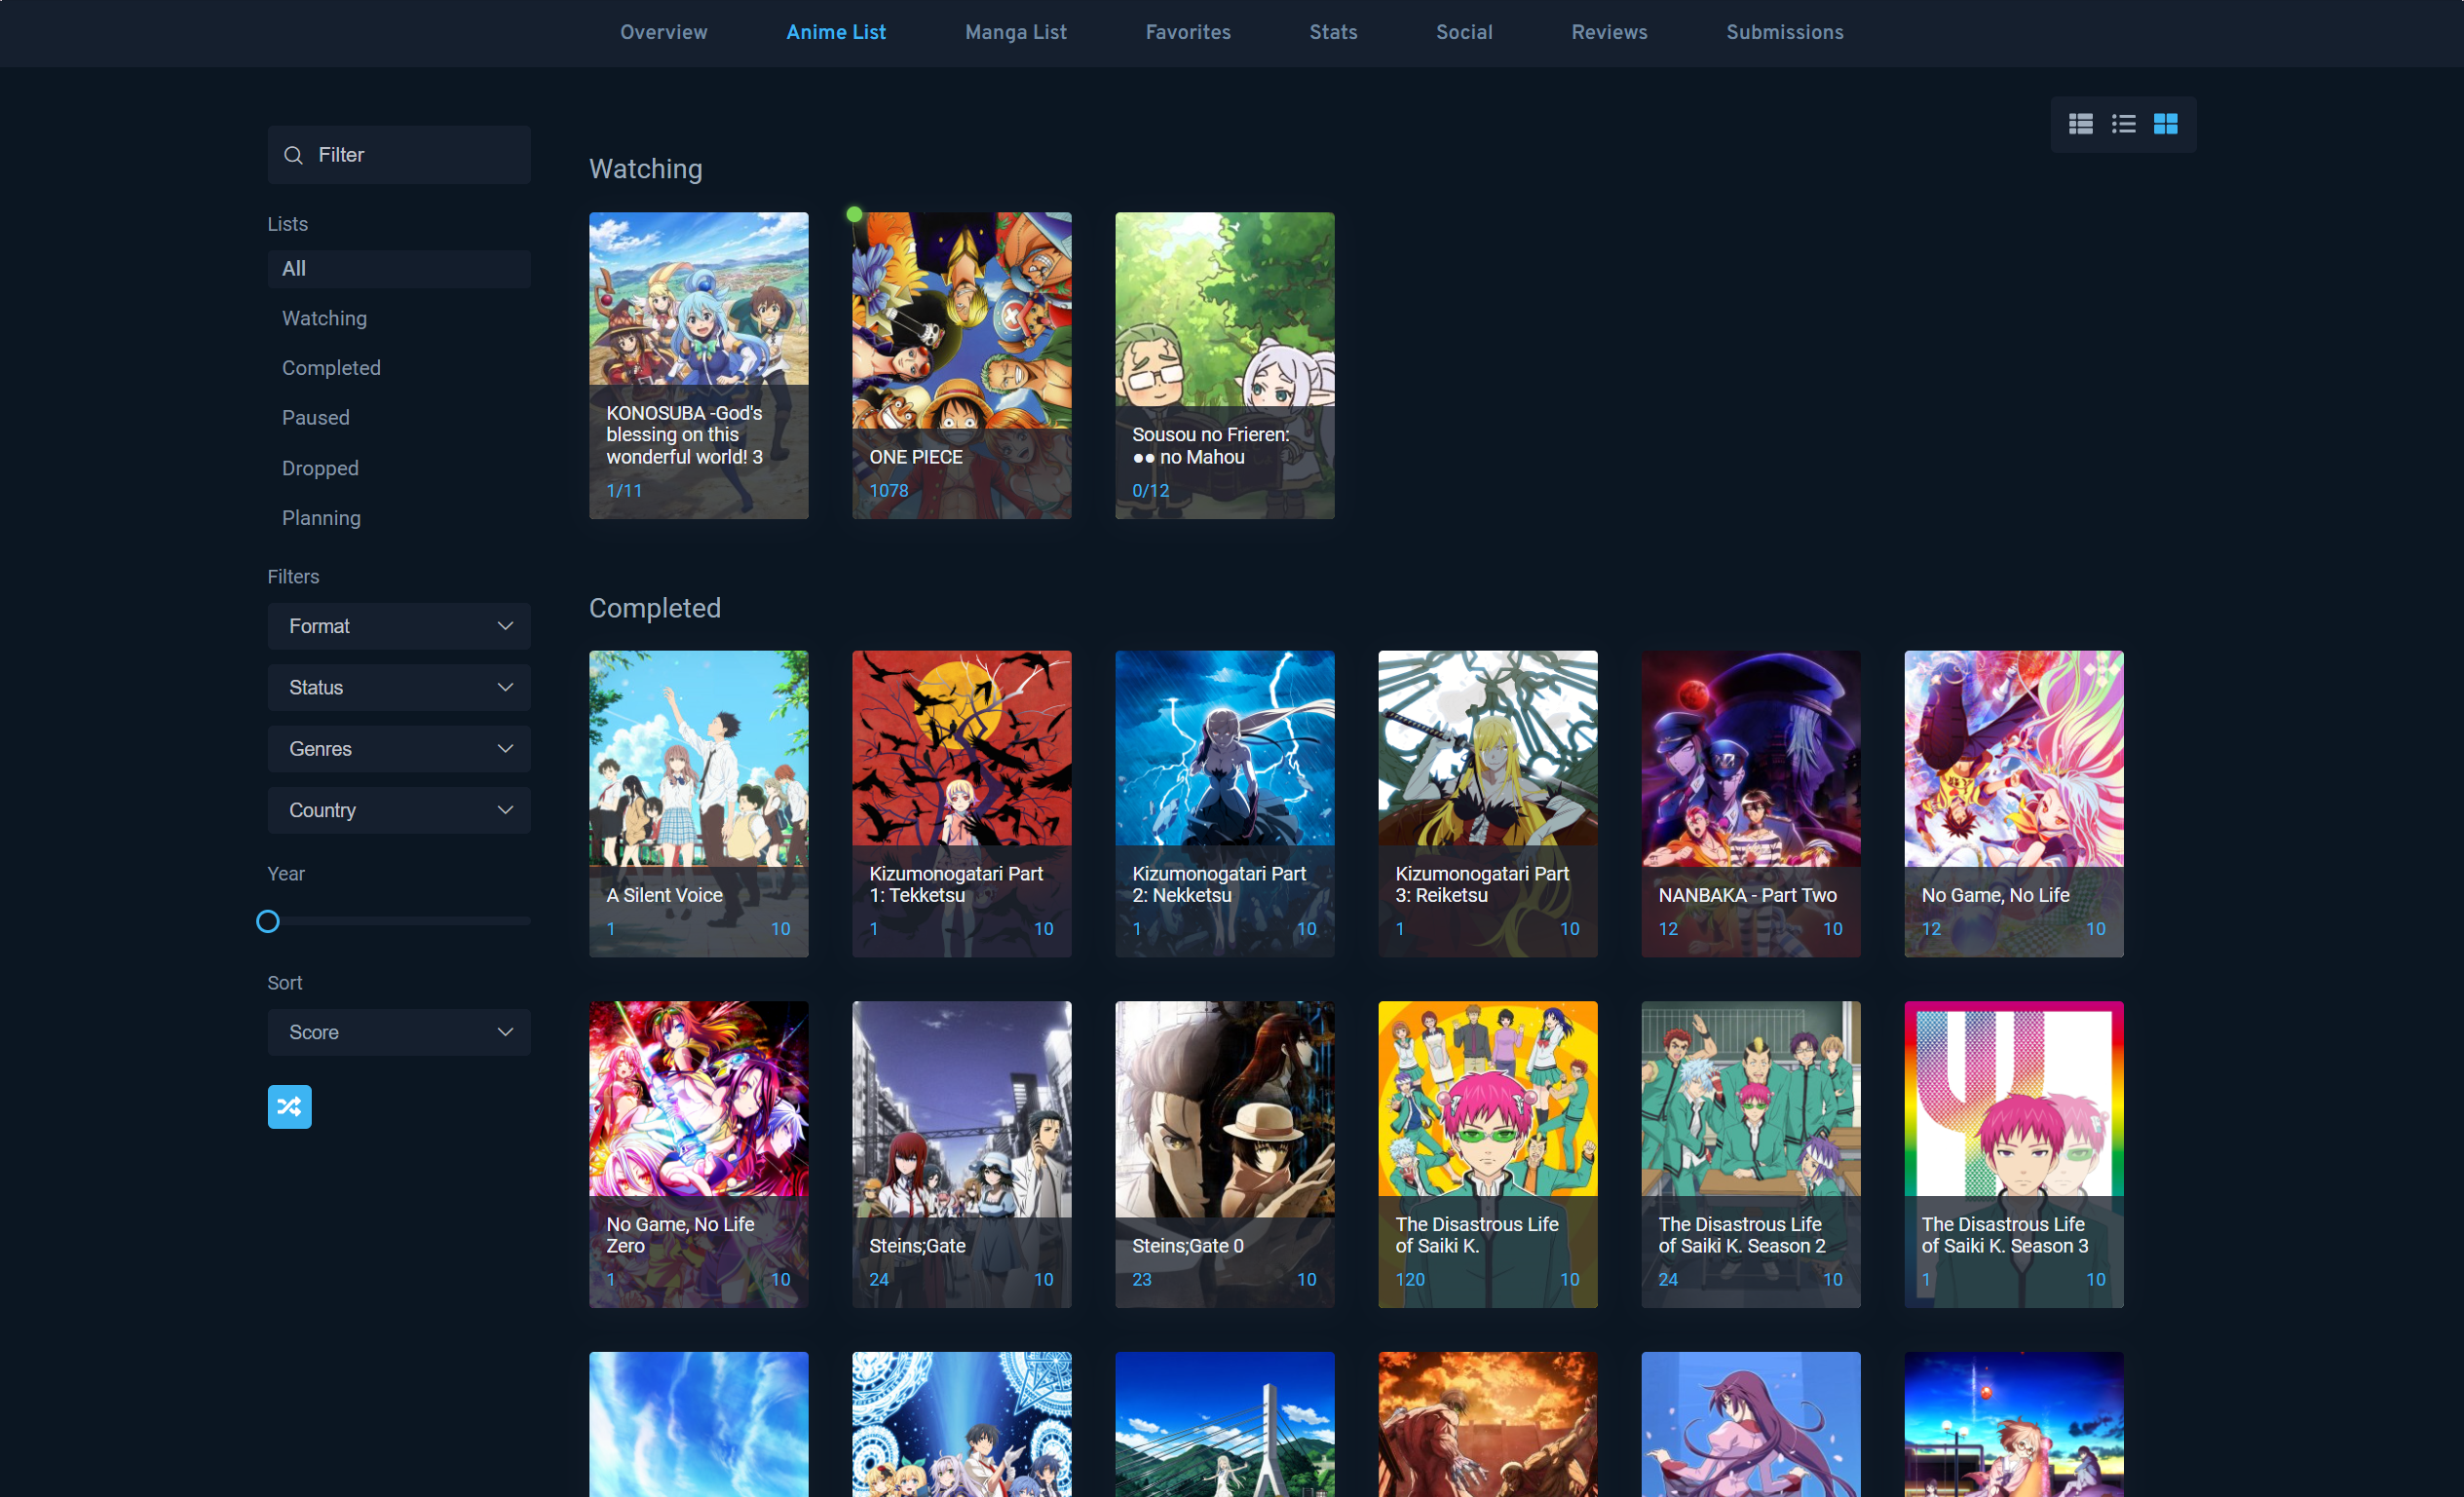 Overview
Anime List
Manga List
Favorites
Stats
Social
Reviews
Submissions
Filter
Lists
All
Watching
Completed
Paused
Dropped
Planning
Filters
Format
Status
Genres
Country
Year
Sort
Score
Watching
KONOSUBA -God's
blessing on this
wonderful world! 3
1/11
ONE PIECE
1078
Sousou no Frieren:
●● no Mahou
0/12
Completed
A Silent Voice
1
10
Kizumonogatari Part
1: Tekketsu
1
10
Kizumonogatari Part
2: Nekketsu
1
10
Kizumonogatari Part
3: Reiketsu
1
10
NANBAKA - Part Two
12
10
No Game, No Life
12
10
No Game, No Life
Zero
1
10
Steins;Gate
24
10
Steins;Gate 0
23
10
The Disastrous Life
of Saiki K.
120
10
The Disastrous Life
of Saiki K. Season 2
24
10
The Disastrous Life
of Saiki K. Season 3
1
10